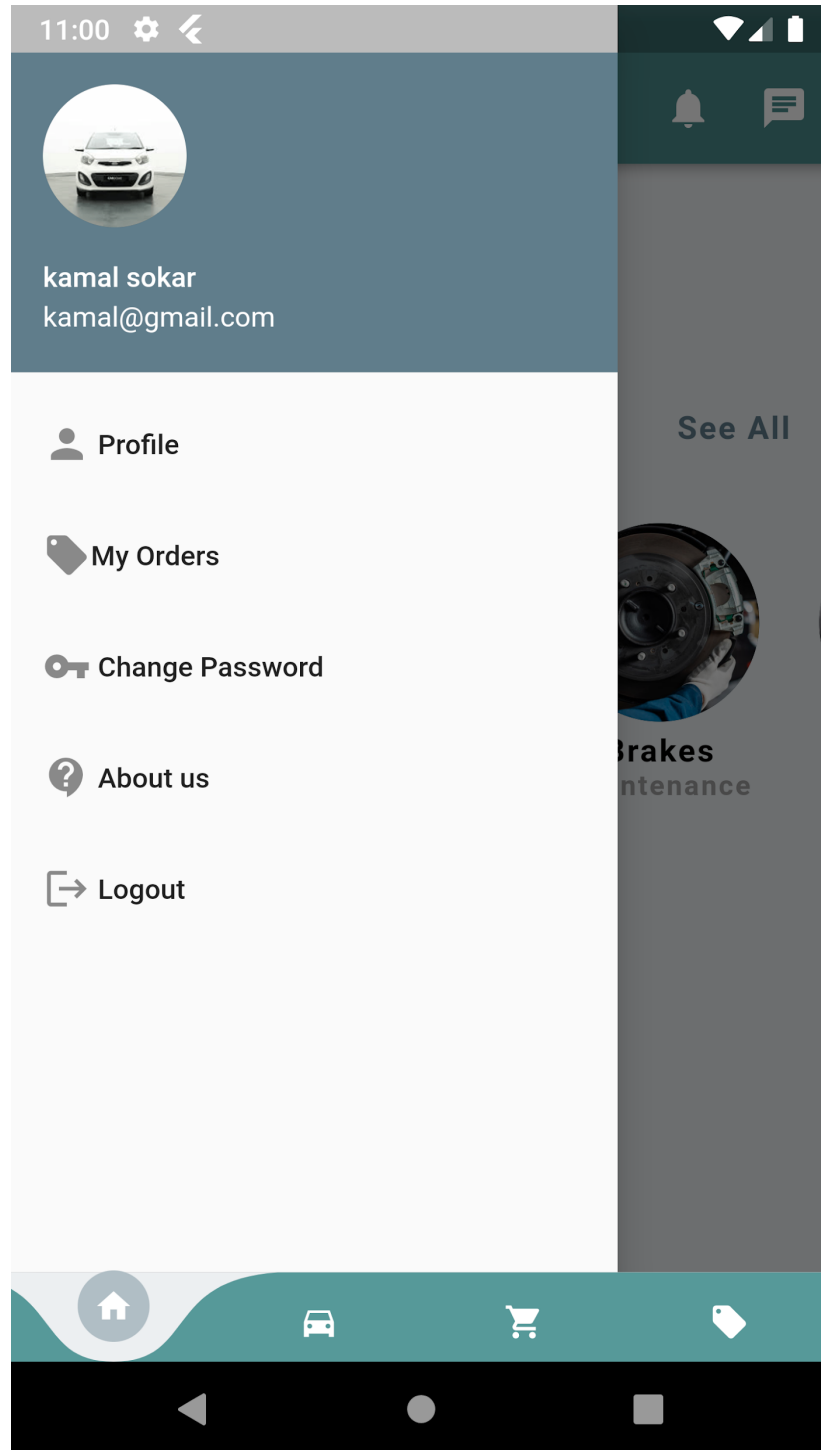 11:00
kamal sokar
kamal@gmail.com
Profile
See All
My Orders
Change Password
Brakes
ntenance
About us
Logout